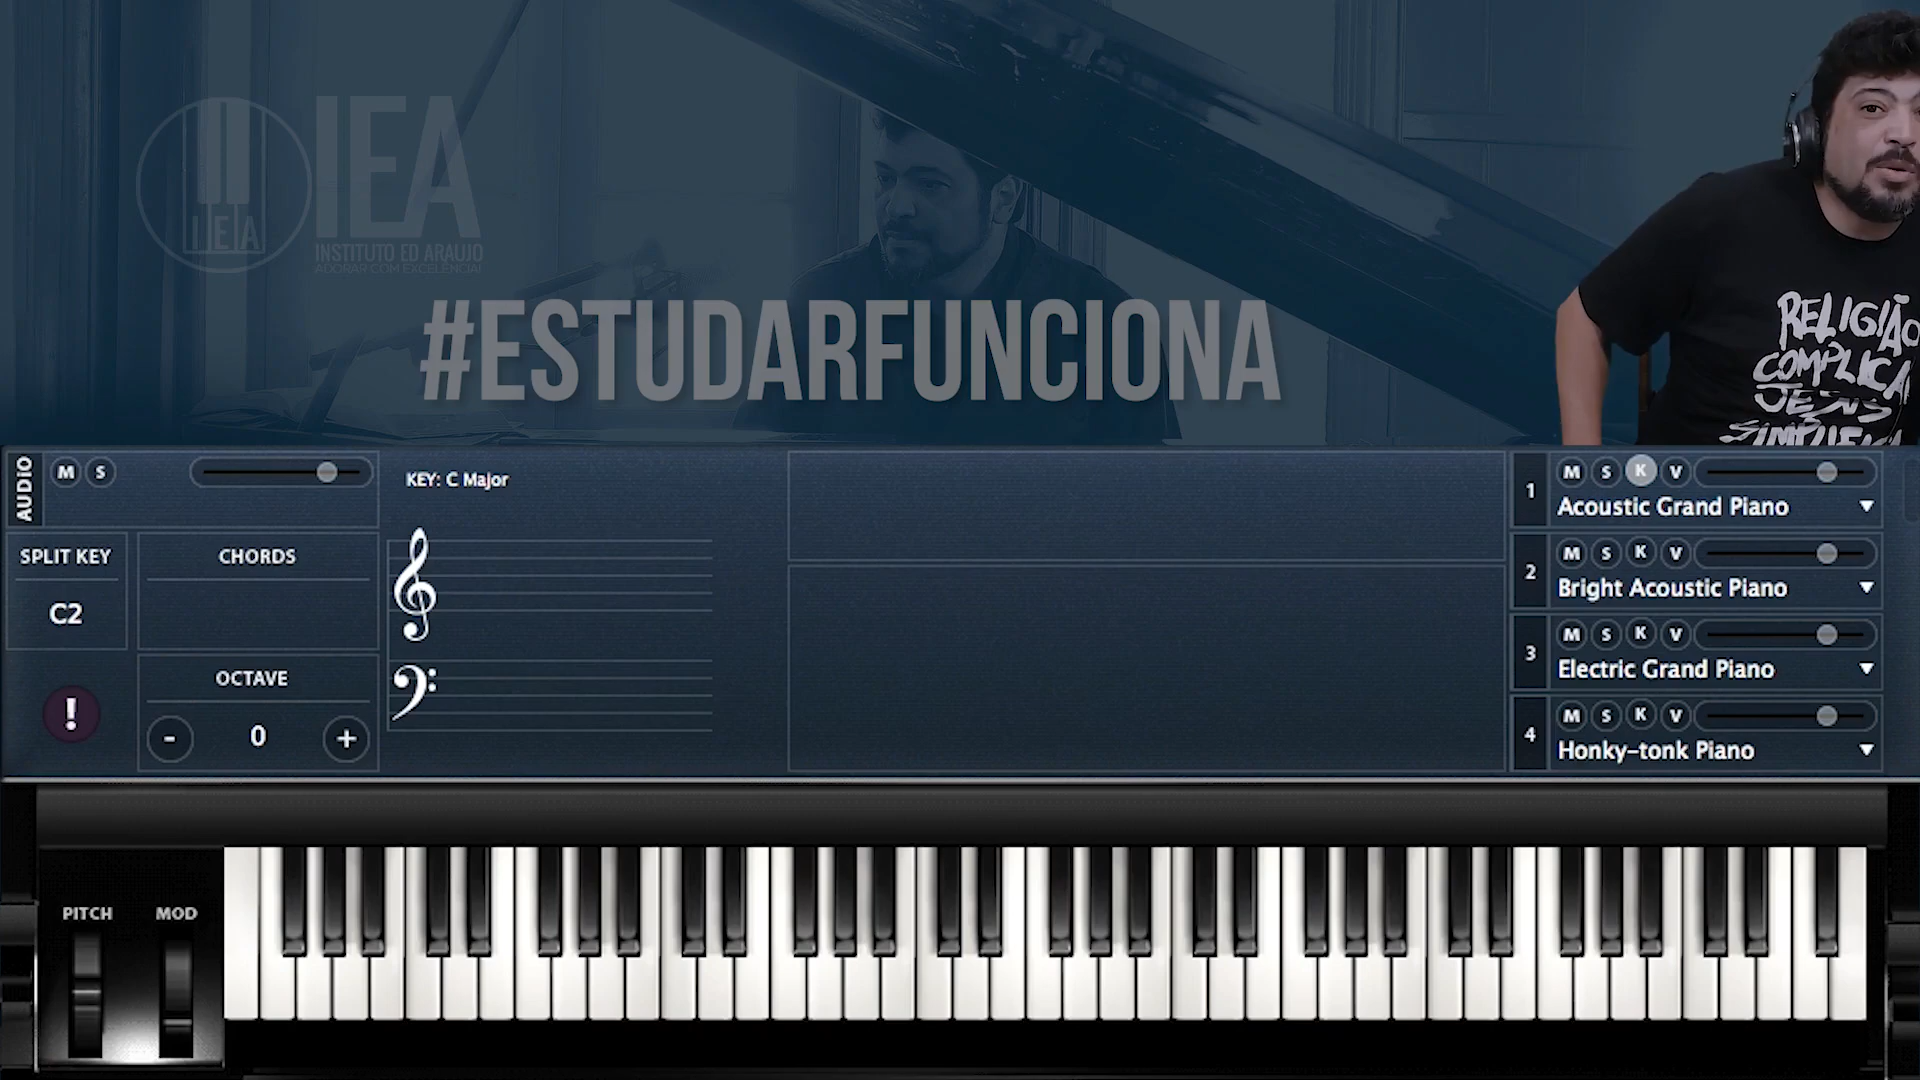 IEA
IEA
INSTITUTO ED ARAUJO
ADORAR COM EXCELÊNCIA!
#ESTUDARFUNCIONA
RELIGIÃO
COMPLICA
JESUS
SIMPLIFICA
AUDiO
M S
KEY: C Major
SPLIT KEY
C2
CHORDS
!
OCTAVE
- 0 +
1
M S K V
Acoustic Grand Piano
2
M S K V
Bright Acoustic Piano
3
M S K V
Electric Grand Piano
4
M S K V
Honky-tonk Piano
PITCH MOD